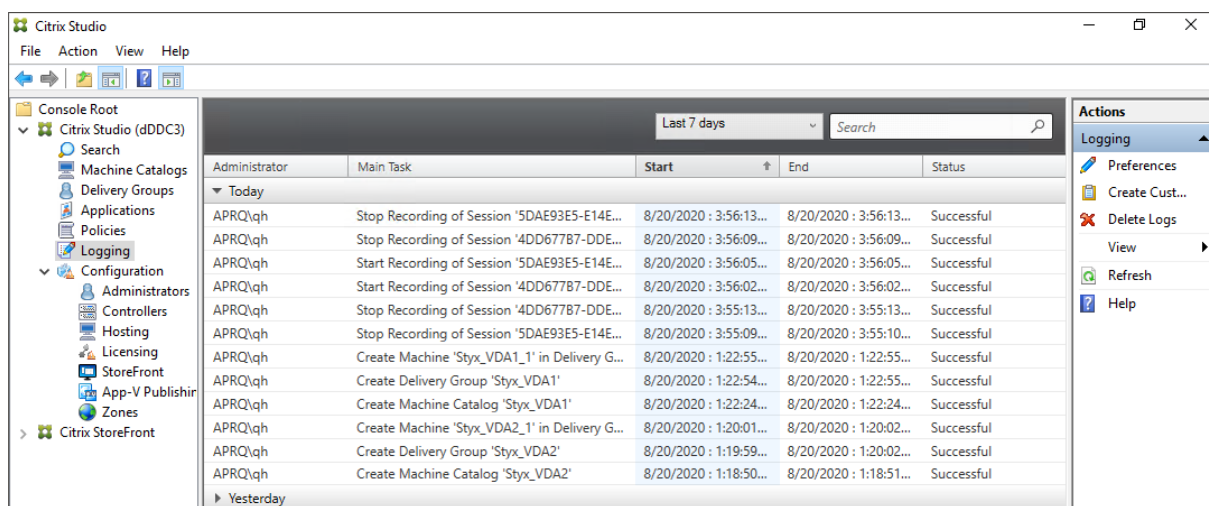 Citrix Studio
File Action View Help
Console Root
Citrix Studio (dDDC3)
Search
Machine Catalogs
Delivery Groups
Applications
Policies
Logging
Configuration
Administrators
Controllers
Hosting
Licensing
StoreFront
App-V Publishin
Zones
Citrix StoreFront
Last 7 days Search
Administrator Main Task Start End Status
Today
APRQ\qh Stop Recording of Session '5DAE93E5-E14E... 8/20/2020 : 3:56:13... 8/20/2020 : 3:56:13... Successful
APRQ\qh Stop Recording of Session '4DD677B7-DDE... 8/20/2020 : 3:56:09... 8/20/2020 : 3:56:09... Successful
APRQ\qh Start Recording of Session '5DAE93E5-E14E... 8/20/2020 : 3:56:05... 8/20/2020 : 3:56:05... Successful
APRQ\qh Start Recording of Session '4DD677B7-DDE... 8/20/2020 : 3:56:02... 8/20/2020 : 3:56:02... Successful
APRQ\qh Stop Recording of Session '4DD677B7-DDE... 8/20/2020 : 3:55:13... 8/20/2020 : 3:55:13... Successful
APRQ\qh Stop Recording of Session '5DAE93E5-E14E... 8/20/2020 : 3:55:09... 8/20/2020 : 3:55:10... Successful
APRQ\qh Create Machine 'Styx_VDA1_1' in Delivery G... 8/20/2020 : 1:22:55... 8/20/2020 : 1:22:55... Successful
APRQ\qh Create Delivery Group 'Styx_VDA1' 8/20/2020 : 1:22:54... 8/20/2020 : 1:22:55... Successful
APRQ\qh Create Machine Catalog 'Styx_VDA1' 8/20/2020 : 1:22:24... 8/20/2020 : 1:22:24... Successful
APRQ\qh Create Machine 'Styx_VDA2_1' in Delivery G... 8/20/2020 : 1:20:01... 8/20/2020 : 1:20:02... Successful
APRQ\qh Create Delivery Group 'Styx_VDA2' 8/20/2020 : 1:19:59... 8/20/2020 : 1:20:02... Successful
APRQ\qh Create Machine Catalog 'Styx_VDA2' 8/20/2020 : 1:18:50... 8/20/2020 : 1:18:51... Successful
Yesterday
Actions
Logging
Preferences
Create Cust...
Delete Logs
View
Refresh
Help